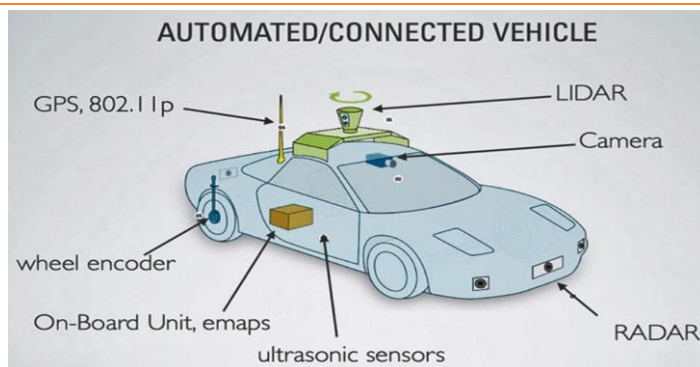 AUTOMATED/CONNECTED VEHICLE
GPS, 802.11p
LIDAR
Camera
wheel encoder
On-Board Unit, emaps
ultrasonic sensors
RADAR